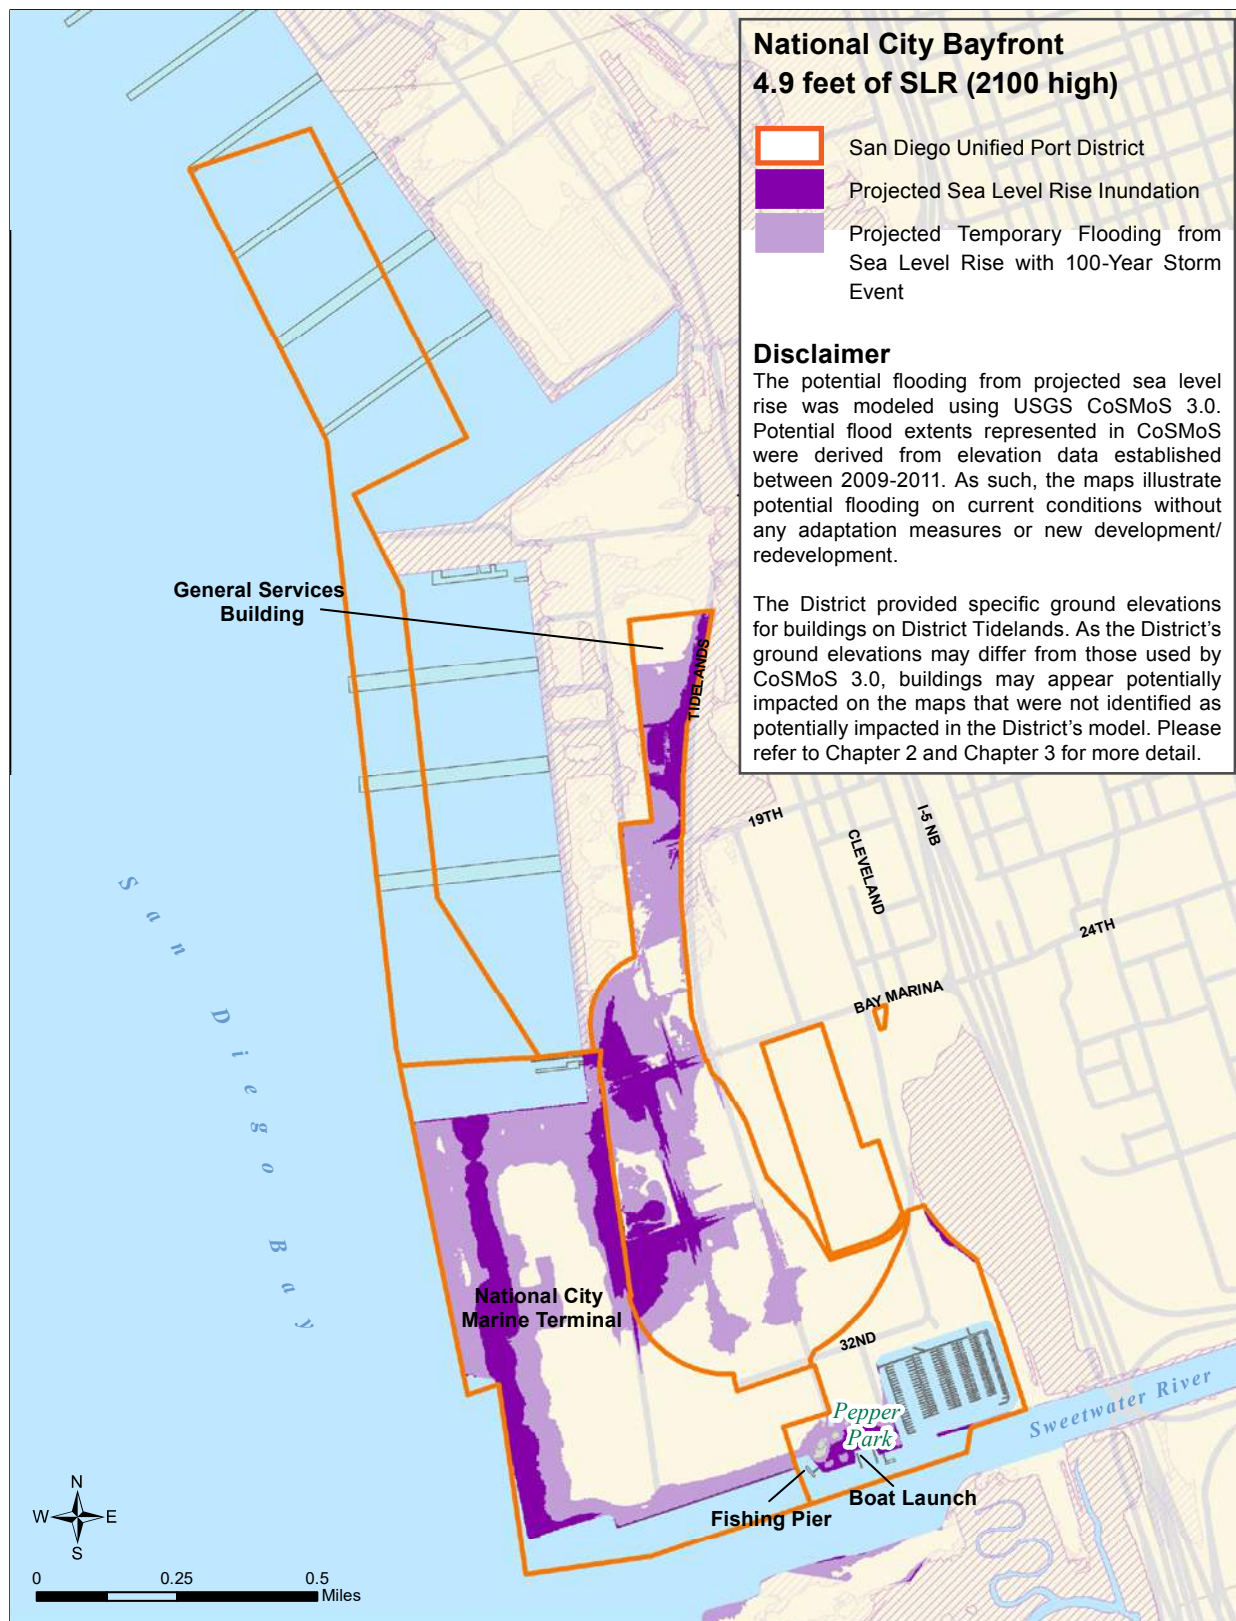 National City Bayfront
4.9 feet of SLR (2100 high)
San Diego Unified Port District
Projected Sea Level Rise Inundation
Projected Temporary Flooding from
Sea Level Rise with 100-Year Storm
Event
Disclaimer
The potential flooding from projected sea level
rise was modeled using USGS CoSMoS 3.0.
Potential flood extents represented in CoSMoS
were derived from elevation data established
between 2009-2011. As such, the maps illustrate
potential flooding on current conditions without
any adaptation measures or new development/
redevelopment.
The District provided specific ground elevations
for buildings on District Tidelands. As the District's
ground elevations may differ from those used by
CoSMoS 3.0, buildings may appear potentially
impacted on the maps that were not identified as
potentially impacted in the District's model. Please
refer to Chapter 2 and Chapter 3 for more detail.
General Services
Building
TIDELANDS
19TH
CLEVELAND
I-5 NB
24TH
BAY MARINA
San Diego Bay
National City
Marine Terminal
32ND
Pepper
Park
Sweetwater River
Boat Launch
Fishing Pier
N
W E
S
0 0.25 0.5
Miles